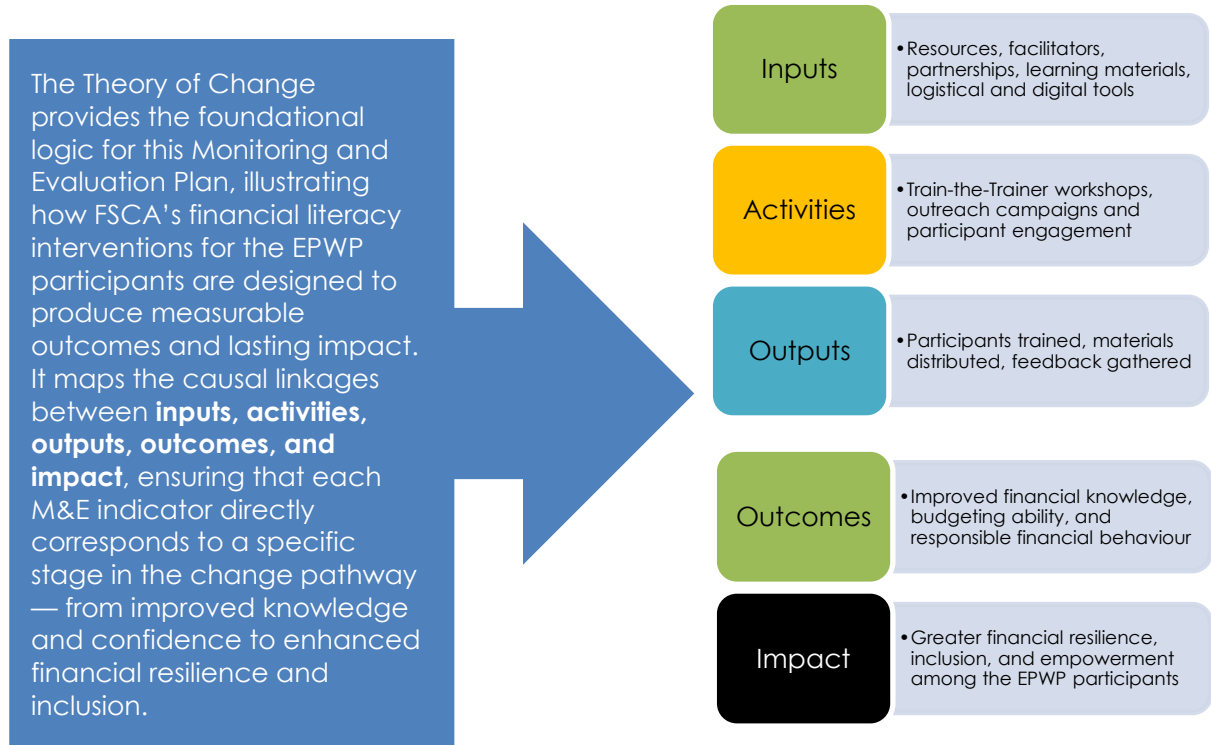 The Theory of Change
provides the foundational
logic for this Monitoring and
Evaluation Plan, illustrating
how FSCA’s financial literacy
interventions for the EPWP
participants are designed to
produce measurable
outcomes and lasting impact.
It maps the causal linkages
between inputs, activities,
outputs, outcomes, and
impact, ensuring that each
M&E indicator directly
corresponds to a specific
stage in the change pathway
— from improved knowledge
and confidence to enhanced
financial resilience and
inclusion.
Inputs
•Resources, facilitators,
partnerships, learning materials,
logistical and digital tools
Activities
•Train-the-Trainer workshops,
outreach campaigns and
participant engagement
Outputs
•Participants trained, materials
distributed, feedback gathered
Outcomes
•Improved financial knowledge,
budgeting ability, and
responsible financial behaviour
Impact
•Greater financial resilience,
inclusion, and empowerment
among the EPWP participants